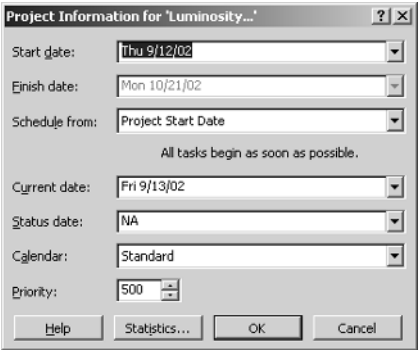 Project Information for 'Luminosity...'
Start date: Thu 9/12/02
Finish date: Mon 10/21/02
Schedule from: Project Start Date
All tasks begin as soon as possible.
Current date: Fri 9/13/02
Status date: NA
Calendar: Standard
Priority: 500
Help Statistics... OK Cancel